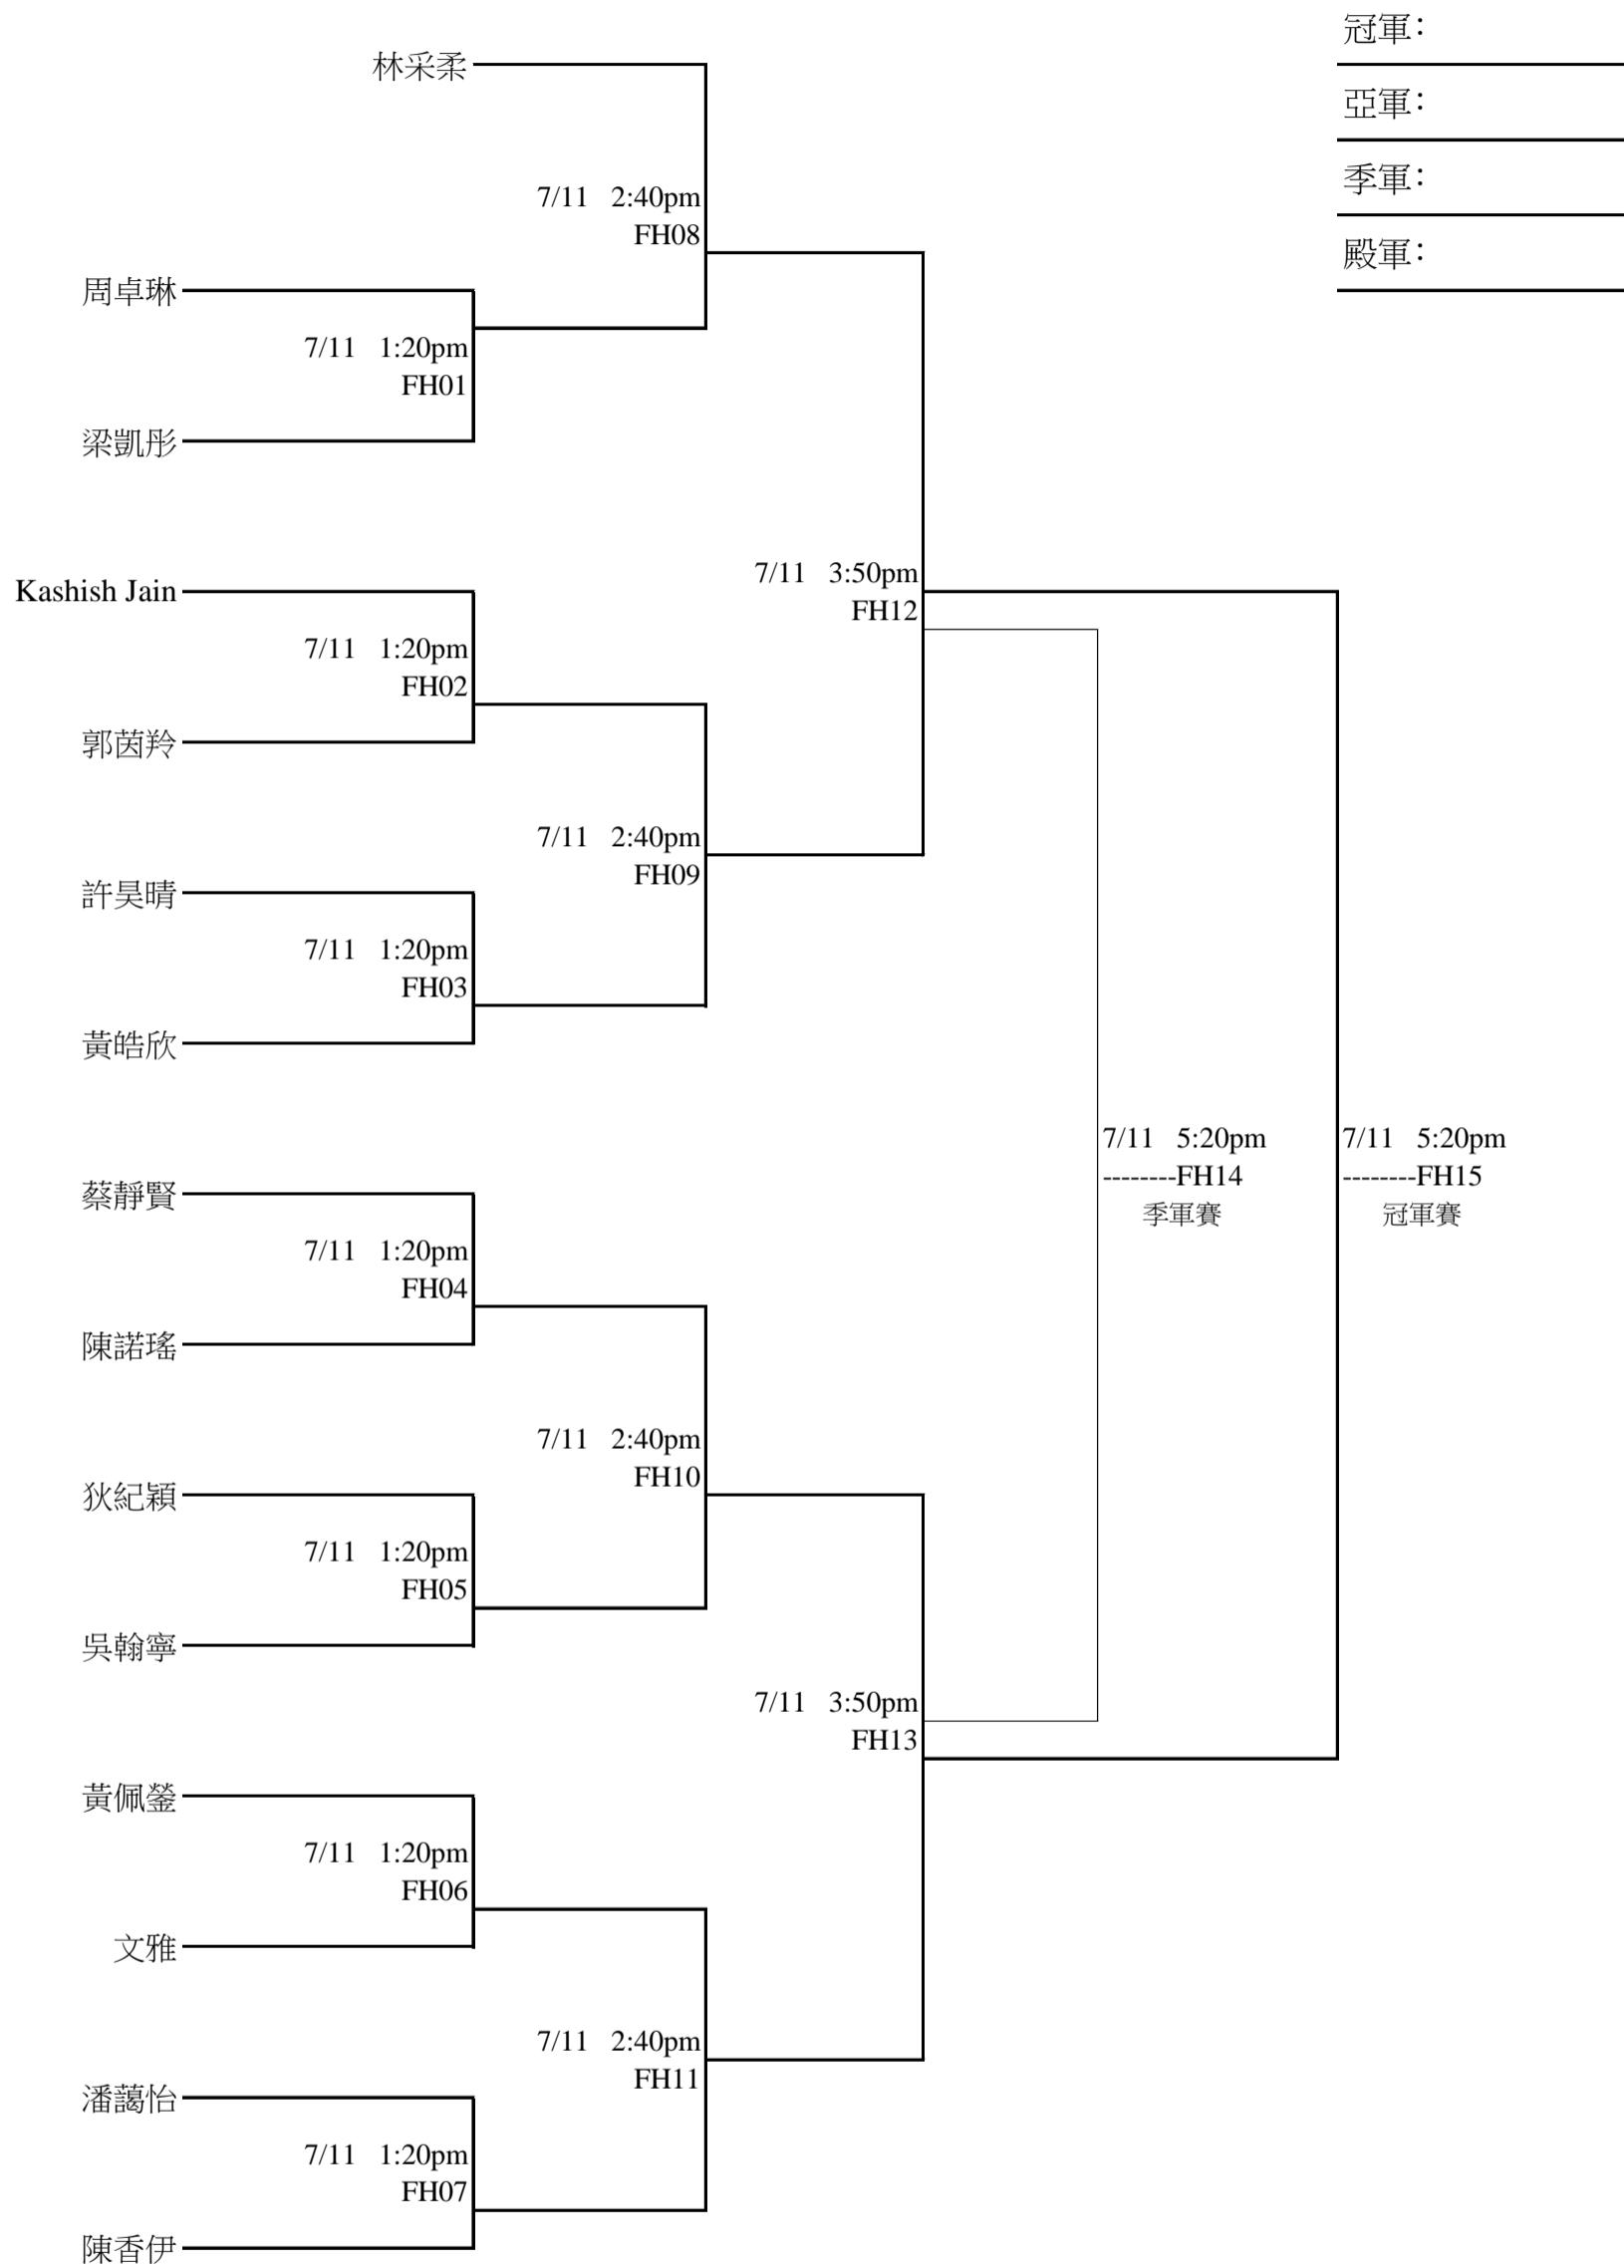 冠軍：
林采柔
亞軍：
季軍：
7/11 2:40pm
FH08
殿軍：
周卓琳
7/11 1:20pm
FH01
梁凱彤
7/11 3:50pm
Kashish Jain
FH12
7/11 1:20pm
FH02
郭茵羚
7/11 2:40pm
FH09
許昊晴
7/11 1:20pm
FH03
黃皓欣
7/11 5:20pm
--------FH14
季軍賽
7/11 5:20pm
--------FH15
冠軍賽
蔡靜賢
7/11 1:20pm
FH04
陳諾瑤
7/11 2:40pm
FH10
狄紀穎
7/11 1:20pm
FH05
吳翰寧
7/11 3:50pm
FH13
黃佩鎣
7/11 1:20pm
FH06
文雅
7/11 2:40pm
FH11
潘藹怡
7/11 1:20pm
FH07
陳香伊